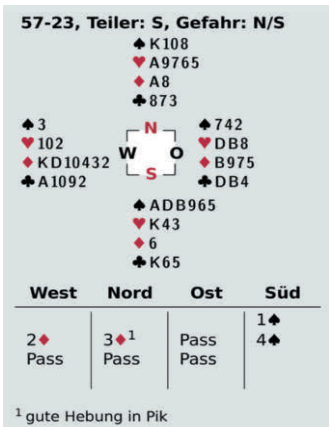 57-23, Teiler: S, Gefahr: N/S
♠K108
♥A9765
♦A8
♣873
♠3 ♠742
♥102 N ♥DB8
♦KD10432 W O ♦B975
♣A1092 S ♣DB4
♠ADB965
♥K43
♦6
♣K65
West Nord Ost Süd
1♠
2♦ 3♦¹ Pass 4♠
Pass Pass Pass
¹ gute Hebung in Pik